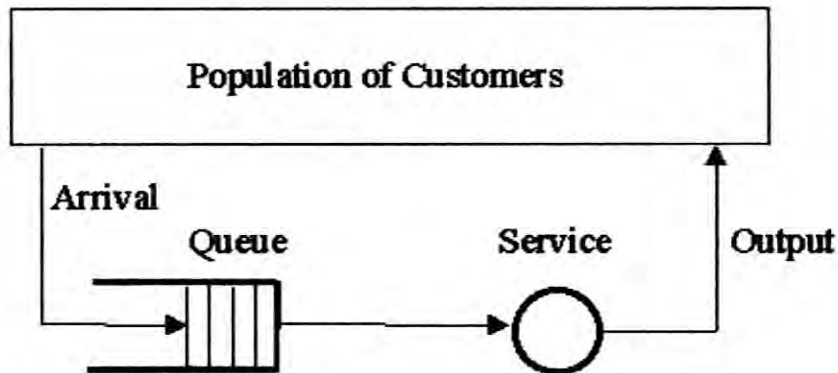 Population of Customers
Arrival
Queue
Service
Output